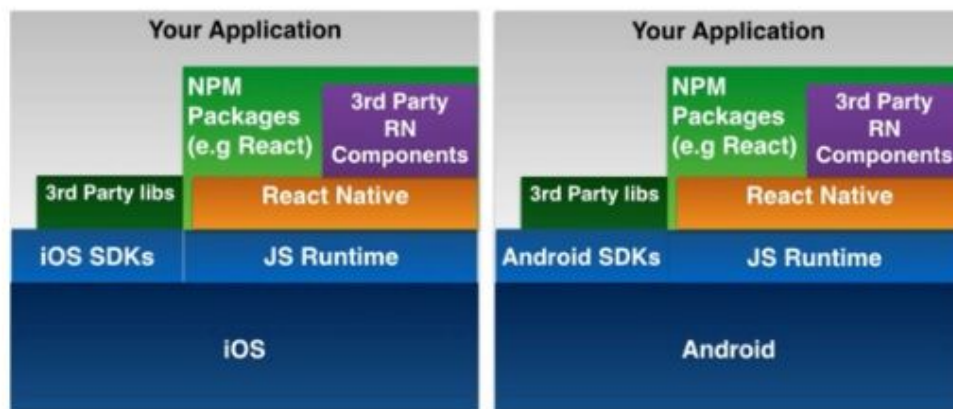 Your Application
NPM
Packages
(e.g React)
3rd Party
RN
Components
3rd Party libs
React Native
iOS SDKs
JS Runtime
iOS
Your Application
NPM
Packages
(e.g React)
3rd Party
RN
Components
3rd Party libs
React Native
Android SDKs
JS Runtime
Android